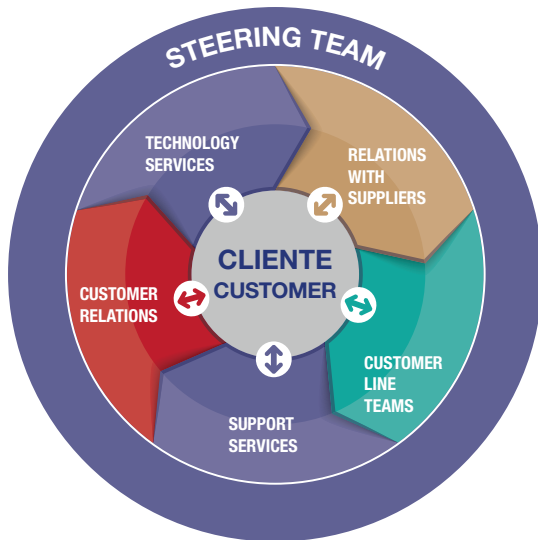 STEERING TEAM
TECHNOLOGY
SERVICES
RELATIONS
WITH
SUPPLIERS
CLIENTE
CUSTOMER
CUSTOMER
RELATIONS
CUSTOMER
LINE
TEAMS
SUPPORT
SERVICES